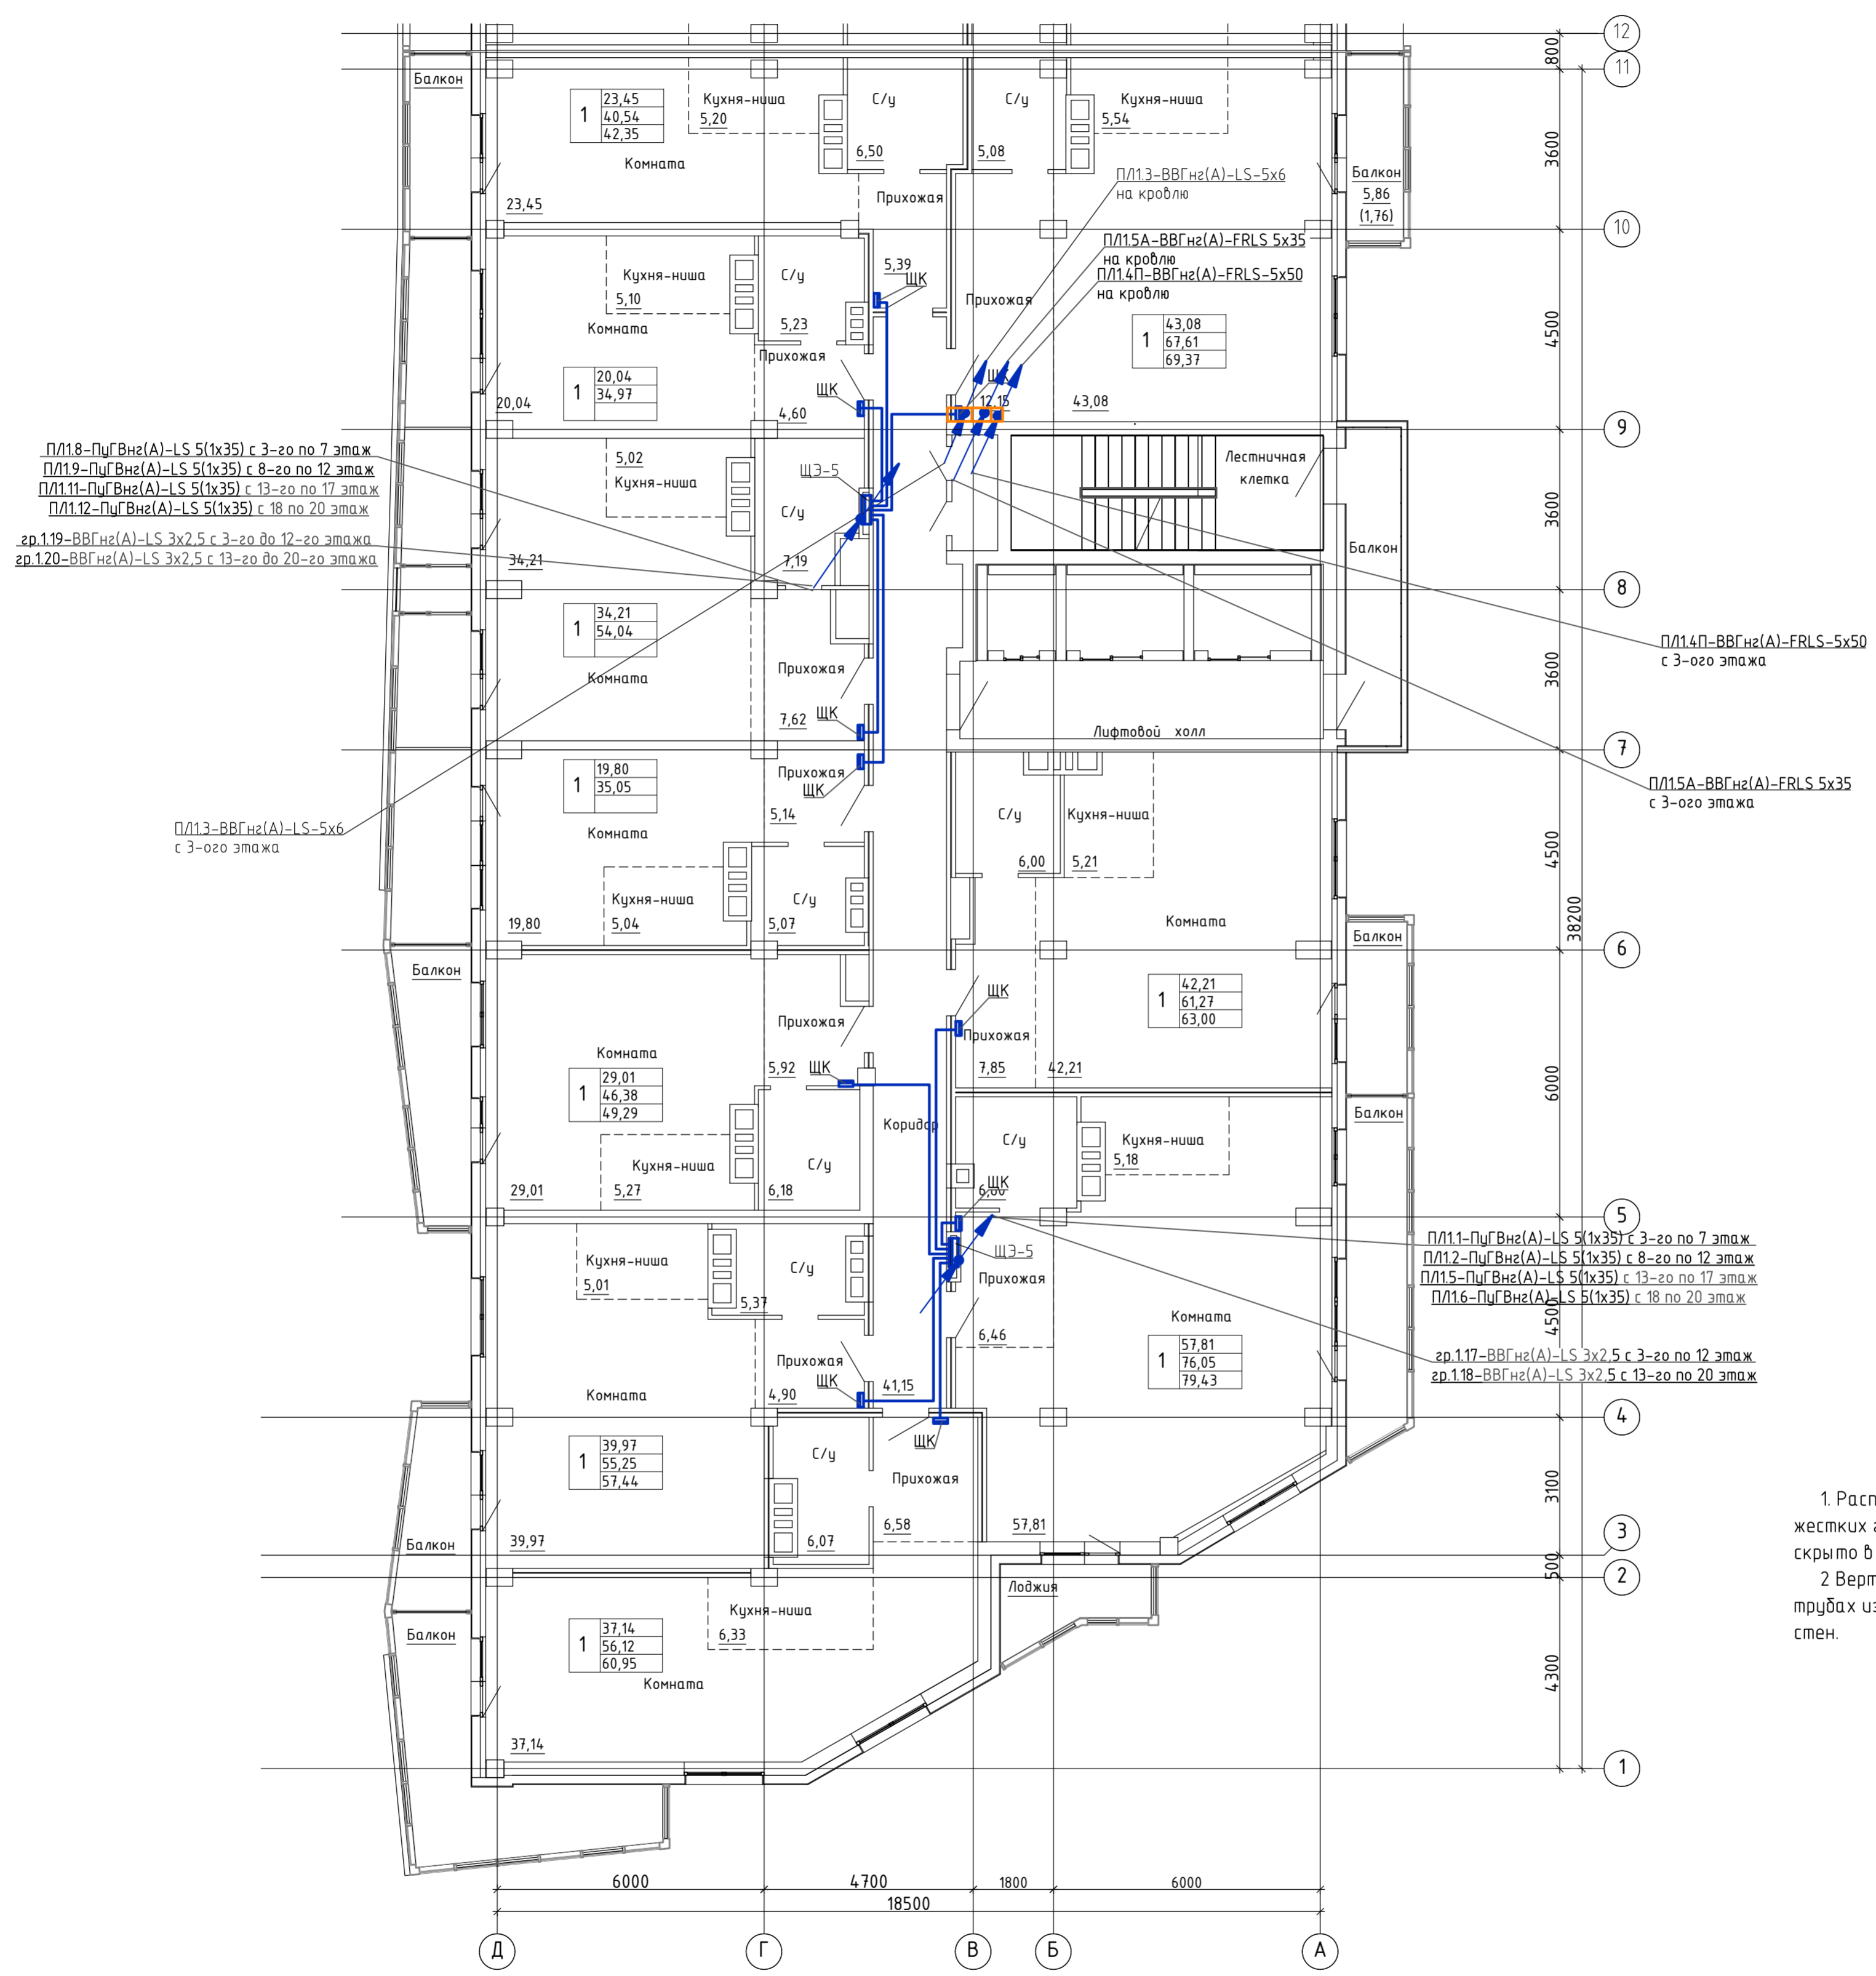 12
11
10
9
8
7
6
5
4
3
2
1
800
3600
4500
3600
3600
4500
6000
4500
3100
500
4300
38200
Балкон
1
23,45
40,54
42,35
Кухня-ниша
5,20
С/у
6,50
С/у
5,08
Кухня-ниша
5,54
Комната
23,45
Прихожая
Балкон
5,86
(1,76)
ПЛ1.3-ВВГнг(А)-LS-5х6
на кровлю
ПЛ1.5А-ВВГнг(А)-FRLS 5х35
на кровлю
ПЛ1.4П-ВВГнг(А)-FRLS-5х50
на кровлю
Кухня-ниша
5,10
С/у
5,23
5,39
ЩК
Прихожая
Комната
Прихожая
1
43,08
67,61
69,37
1
20,04
34,97
20,04
4,60
ЩК
12,15
43,08
ПЛ1.8-ПуГВнг(А)-LS 5(1х35) с 3-го по 7 этаж
ПЛ1.9-ПуГВнг(А)-LS 5(1х35) с 8-го по 12 этаж
ПЛ1.11-ПуГВнг(А)-LS 5(1х35) с 13-го по 17 этаж
ПЛ1.12-ПуГВнг(А)-LS 5(1х35) с 18 по 20 этаж
гр.1.19-ВВГнг(А)-LS 3х2,5 с 3-го до 12-го этажа
гр.1.20-ВВГнг(А)-LS 3х2,5 с 13-го до 20-го этажа
5,02
Кухня-ниша
С/у
ЩЭ-5
Лестничная
клетка
Балкон
34,21
7,19
1
34,21
54,04
Комната
Прихожая
7,62
ЩК
Лифтовой холл
ПЛ1.4П-ВВГнг(А)-FRLS-5х50
с 3-ого этажа
ПЛ1.5А-ВВГнг(А)-FRLS 5х35
с 3-ого этажа
1
19,80
35,05
Прихожая
ЩК
5,14
Комната
ПЛ1.3-ВВГнг(А)-LS-5х6
с 3-ого этажа
С/у
Кухня-ниша
6,00
5,21
Кухня-ниша
С/у
19,80
5,04
5,07
Комната
Балкон
Балкон
1
42,21
61,27
63,00
ЩК
Прихожая
Прихожая
7,85
42,21
Комната
1
29,01
46,38
49,29
5,92
ЩК
Коридор
Балкон
С/у
Кухня-ниша
5,18
Кухня-ниша
С/у
29,01
5,27
6,18
ЩК
Кухня-ниша
5,01
С/у
5,37
ЩЭ-5
Прихожая
ПЛ1.1-ПуГВнг(А)-LS 5(1х35) с 3-го по 7 этаж
ПЛ1.2-ПуГВнг(А)-LS 5(1х35) с 8-го по 12 этаж
ПЛ1.5-ПуГВнг(А)-LS 5(1х35) с 13-го по 17 этаж
ПЛ1.6-ПуГВнг(А)-LS 5(1х35) с 18 по 20 этаж
гр.1.17-ВВГнг(А)-LS 3х2,5 с 3-го по 12 этаж
гр.1.18-ВВГнг(А)-LS 3х2,5 с 13-го по 20 этаж
Комната
6,46
1
57,81
76,05
79,43
Прихожая
ЩК
41,15
4,90
Комната
ЩК
1
39,97
55,25
57,44
С/у
Прихожая
6,07
6,58
57,81
Балкон
39,97
Лоджия
Балкон
1
37,14
56,12
60,95
Кухня-ниша
6,33
Комната
37,14
1.
жестких
скрыто в
2
трубах
стен.
6000
4700
1800
6000
18500
Д
Г
В
Б
А